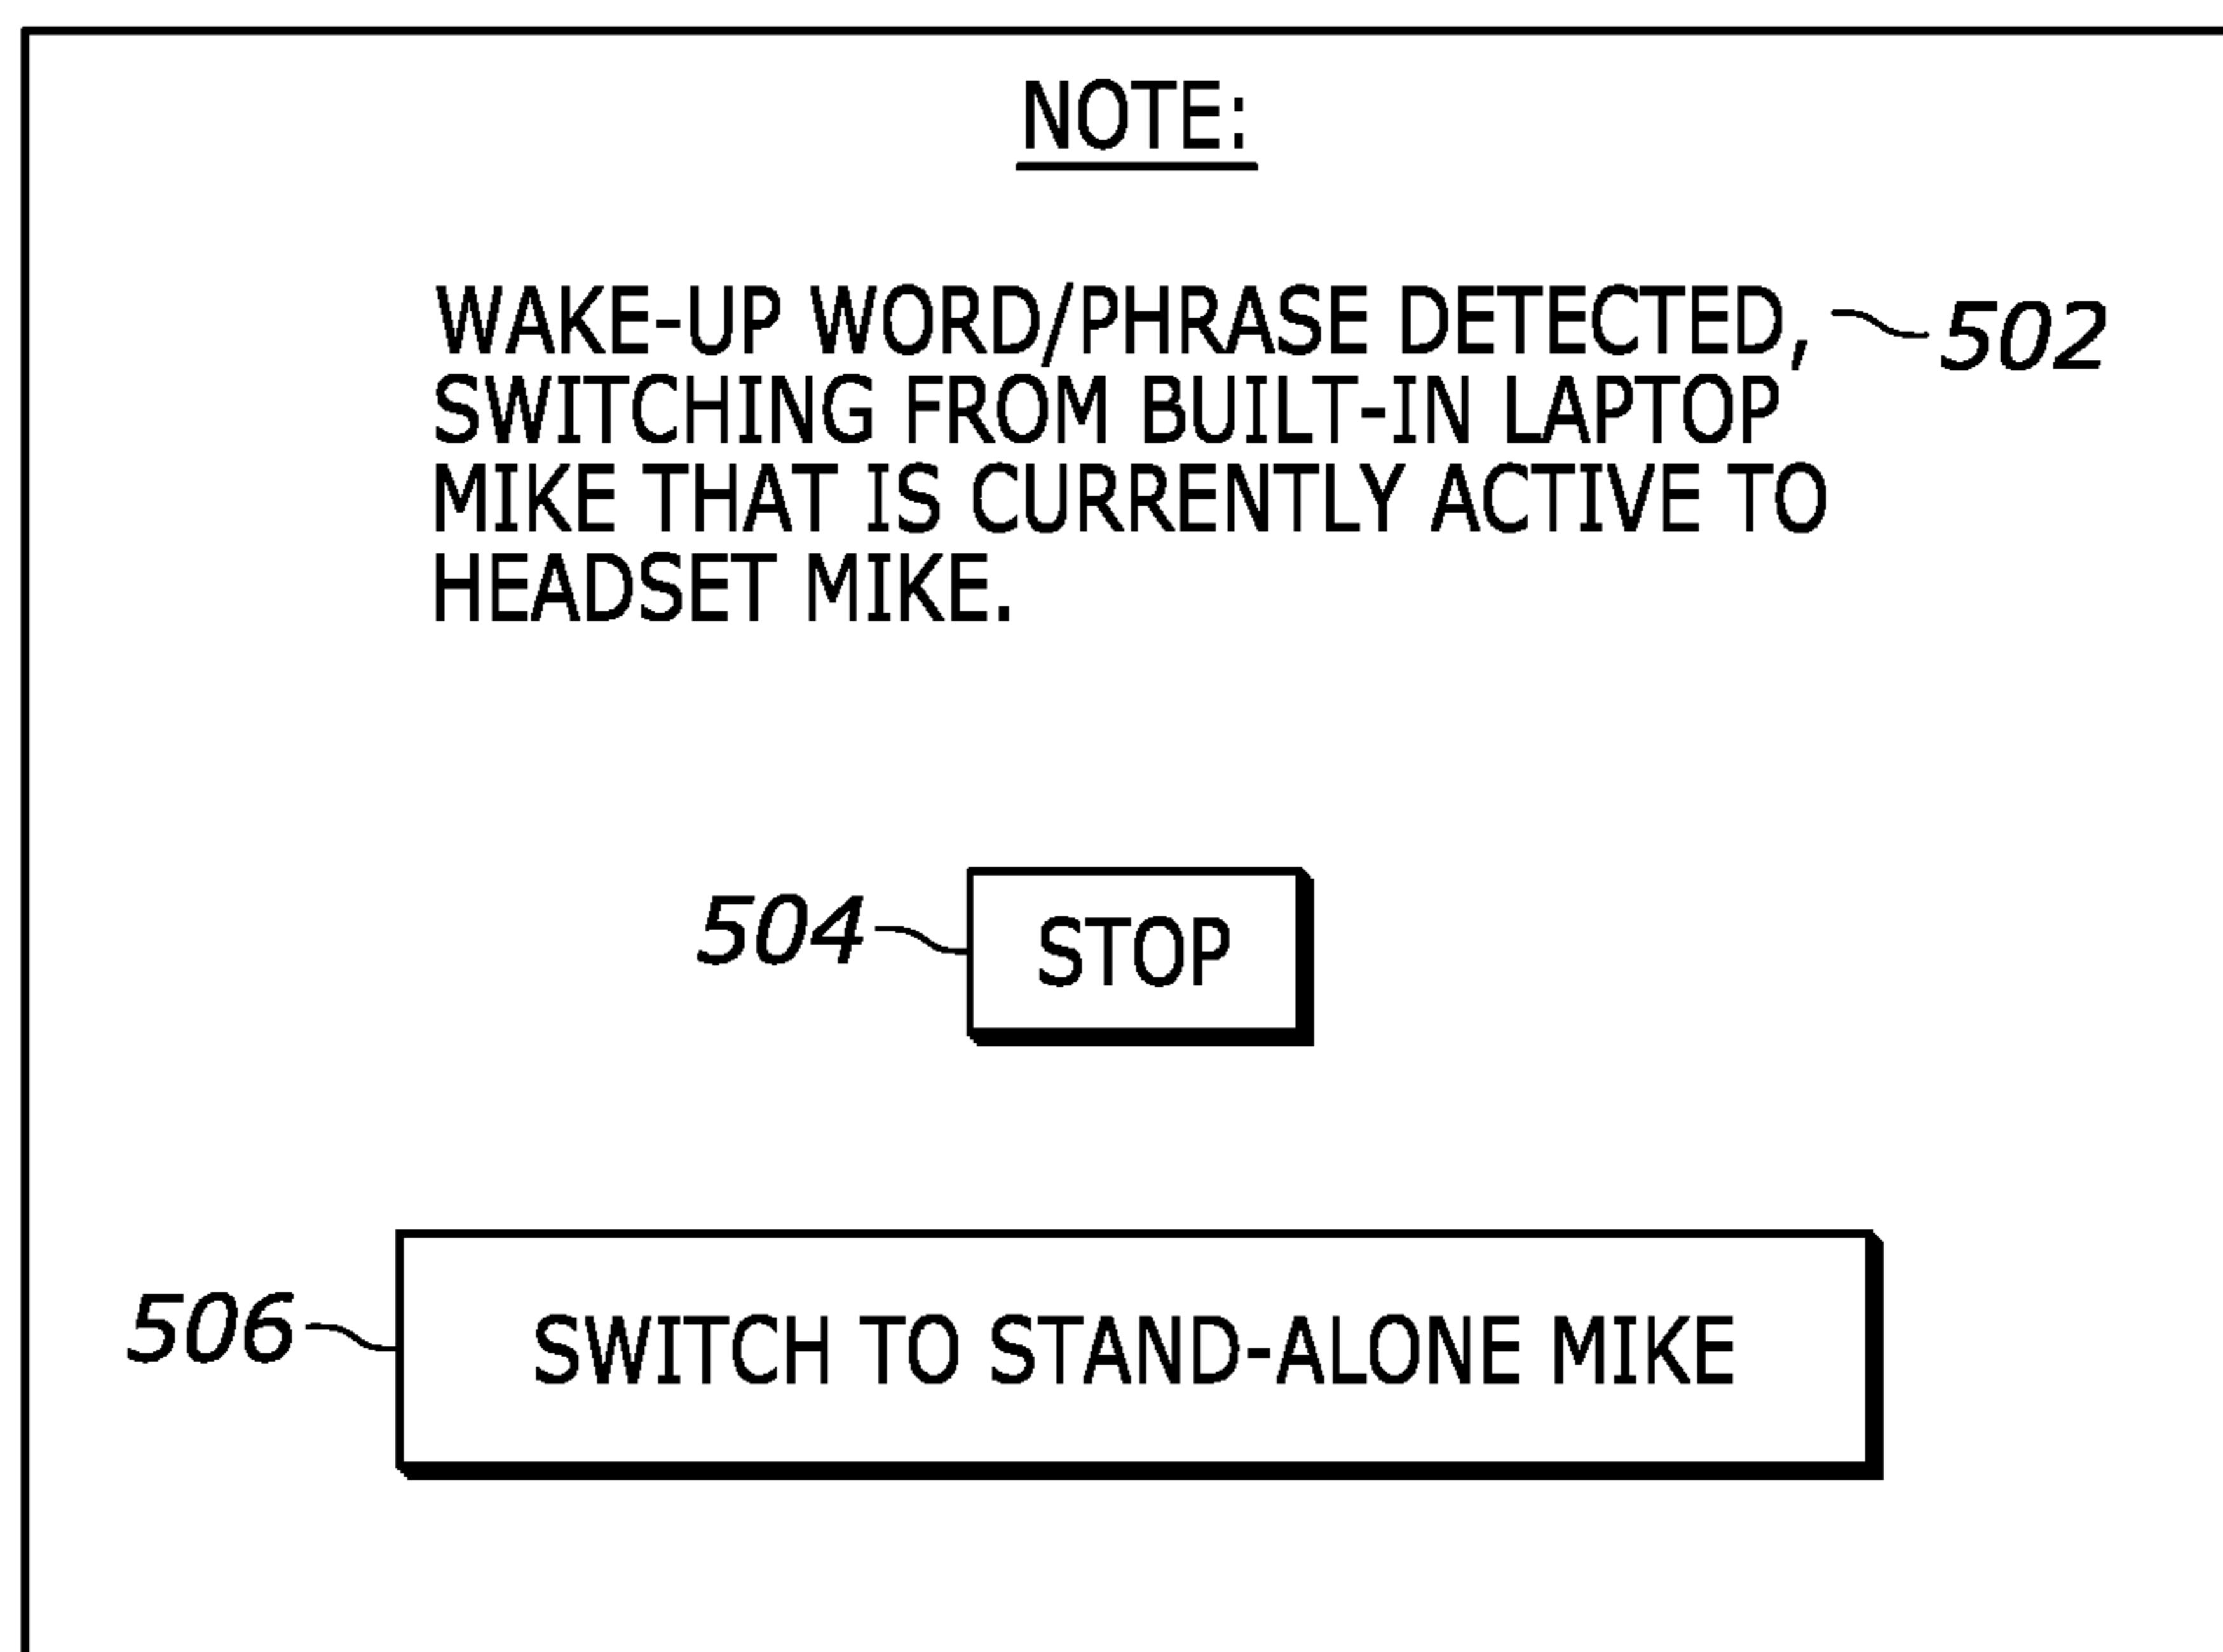 NOTE:
WAKE-UP WORD/PHRASE DETECTED, 502
SWITCHING FROM BUILT-IN LAPTOP
MIKE THAT IS CURRENTLY ACTIVE TO
HEADSET MIKE.
504 STOP
506 SWITCH TO STAND-ALONE MIKE